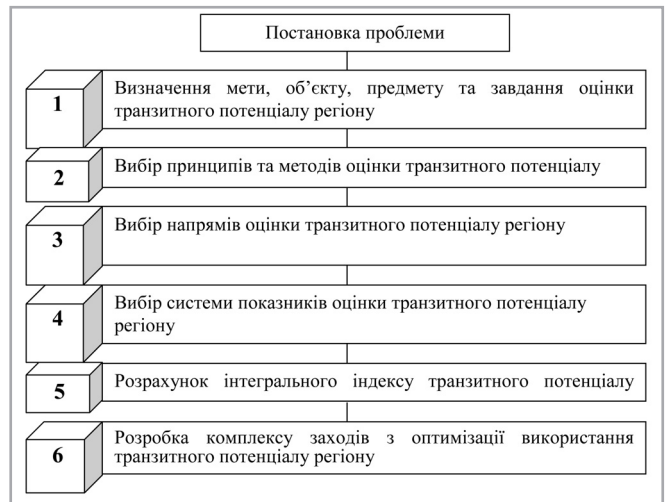 Постановка проблеми
1
Визначення мети, об’єкту, предмету та завдання оцінки
транзитного потенціалу регіону
2
Вибір принципів та методів оцінки транзитного потенціалу
3
Вибір напрямів оцінки транзитного потенціалу регіону
4
Вибір системи показників оцінки транзитного потенціалу
регіону
5
Розрахунок інтегрального індексу транзитного потенціалу
6
Розробка комплексу заходів з оптимізації використання
транзитного потенціалу регіону